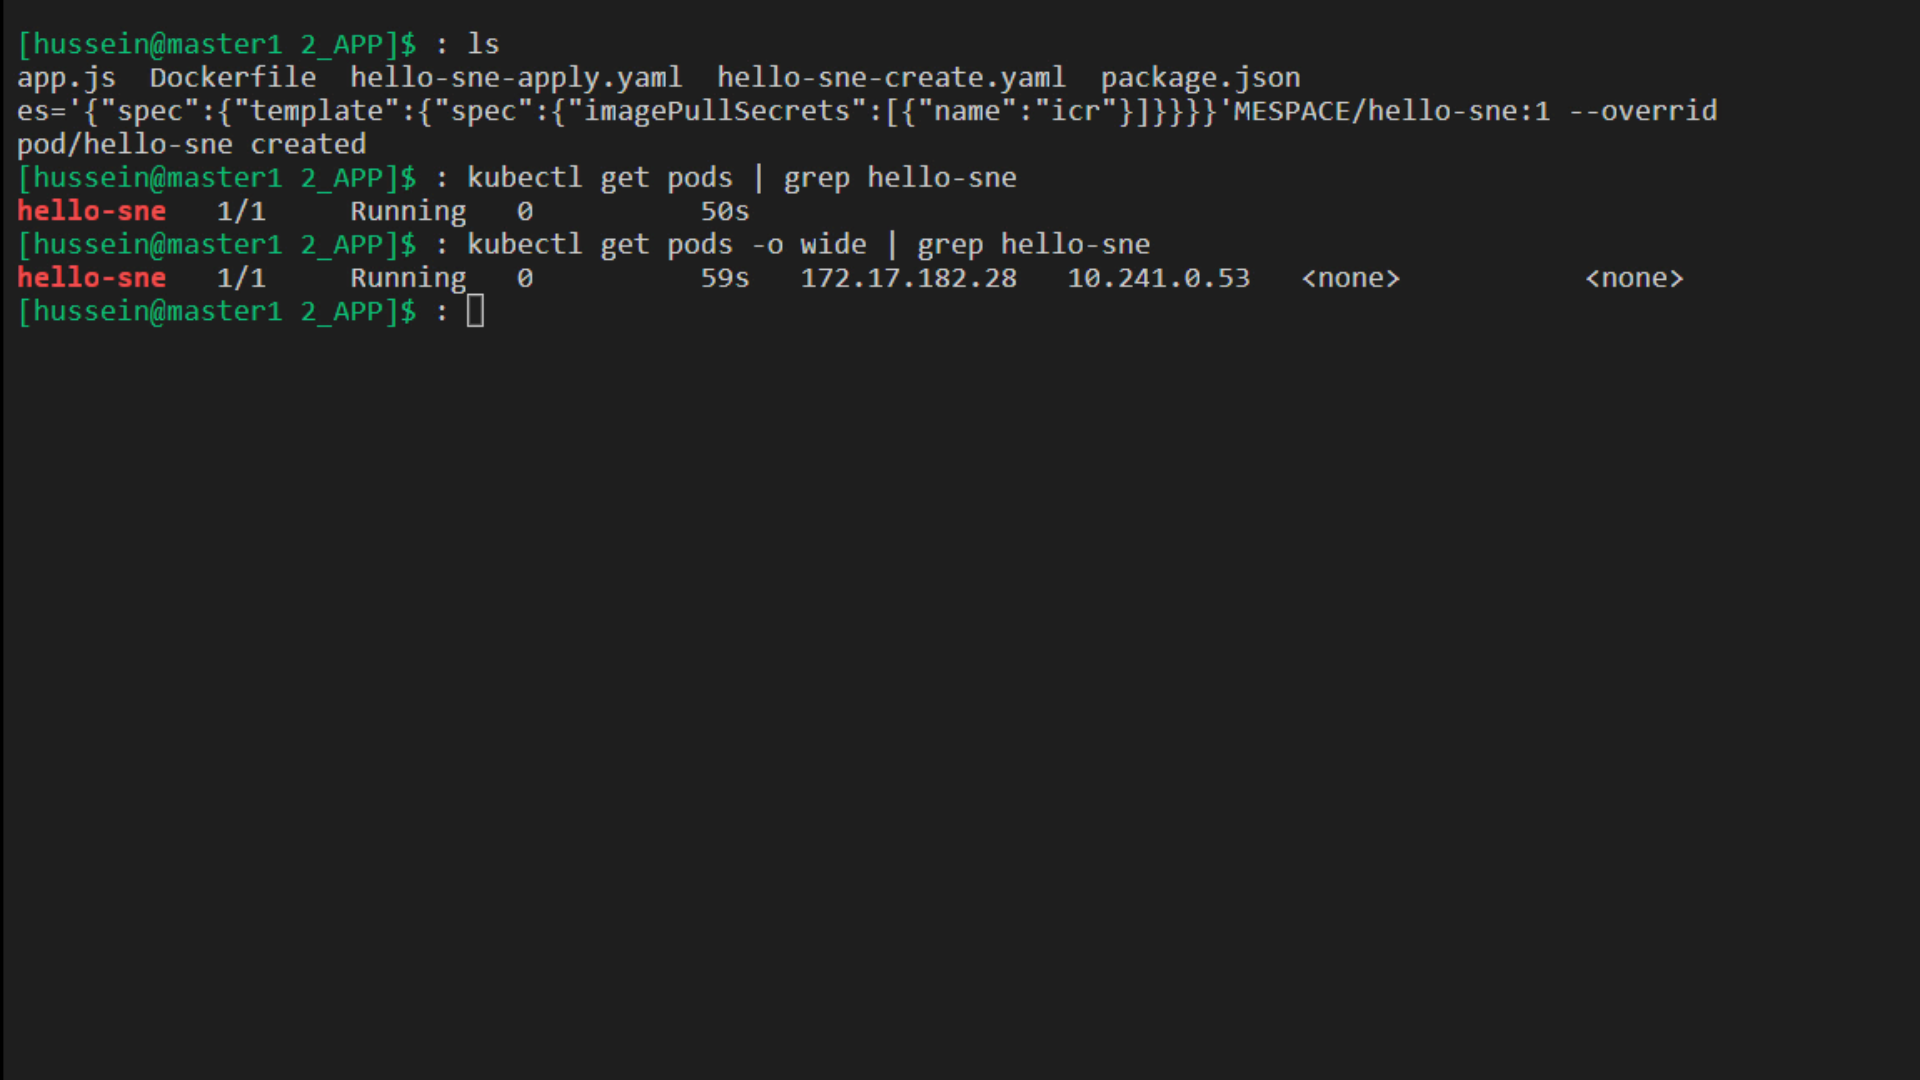 [hussein@master1 2_APP]$ : ls
app.js  Dockerfile  hello-sne-apply.yaml  hello-sne-create.yaml  package.json
es='{"spec":{"template":{"spec":{"imagePullSecrets":[{"name":"icr"}]}}}}'MESPACE/hello-sne:1 --overrid
pod/hello-sne created
[hussein@master1 2_APP]$ : kubectl get pods | grep hello-sne
hello-sne   1/1     Running   0          50s
[hussein@master1 2_APP]$ : kubectl get pods -o wide | grep hello-sne
hello-sne   1/1     Running   0          59s   172.17.182.28   10.241.0.53   <none>           <none>
[hussein@master1 2_APP]$ :